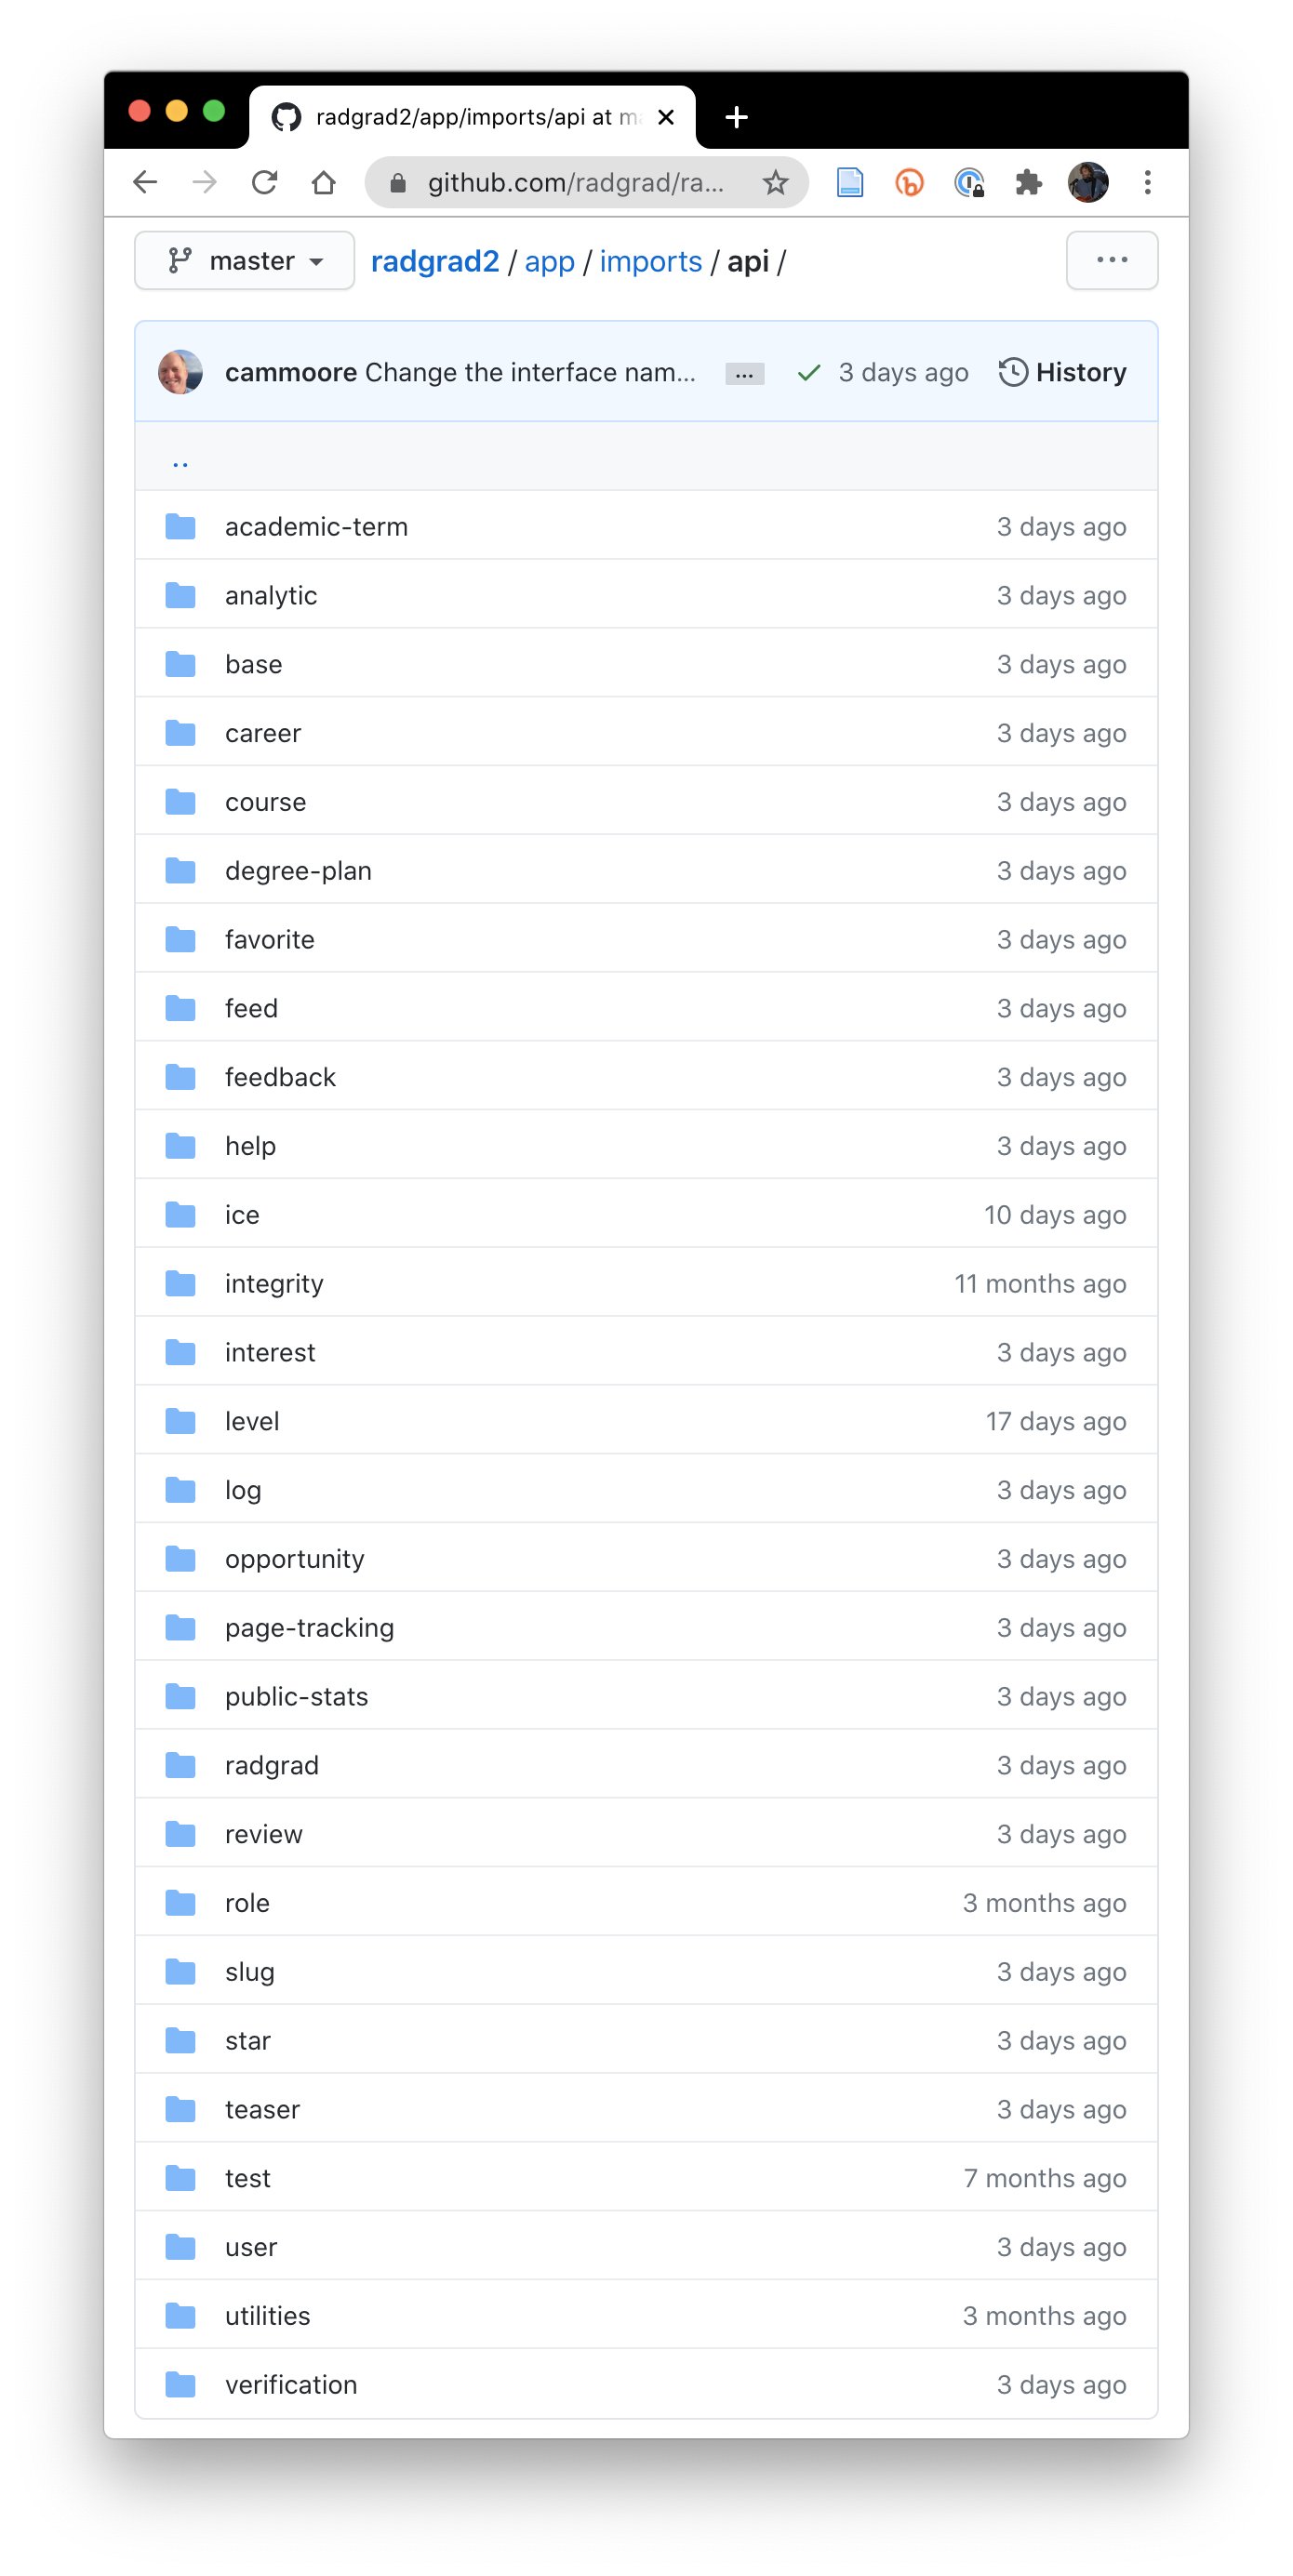 radgrad2/app/imports/api at ma
github.com/radgrad/ra...
master radgrad2 / app / imports / api / ...
cammoore Change the interface nam... ... 3 days ago History
..
academic-term 3 days ago
analytic 3 days ago
base 3 days ago
career 3 days ago
course 3 days ago
degree-plan 3 days ago
favorite 3 days ago
feed 3 days ago
feedback 3 days ago
help 3 days ago
ice 10 days ago
integrity 11 months ago
interest 3 days ago
level 17 days ago
log 3 days ago
opportunity 3 days ago
page-tracking 3 days ago
public-stats 3 days ago
radgrad 3 days ago
review 3 days ago
role 3 months ago
slug 3 days ago
star 3 days ago
teaser 3 days ago
test 7 months ago
user 3 days ago
utilities 3 months ago
verification 3 days ago